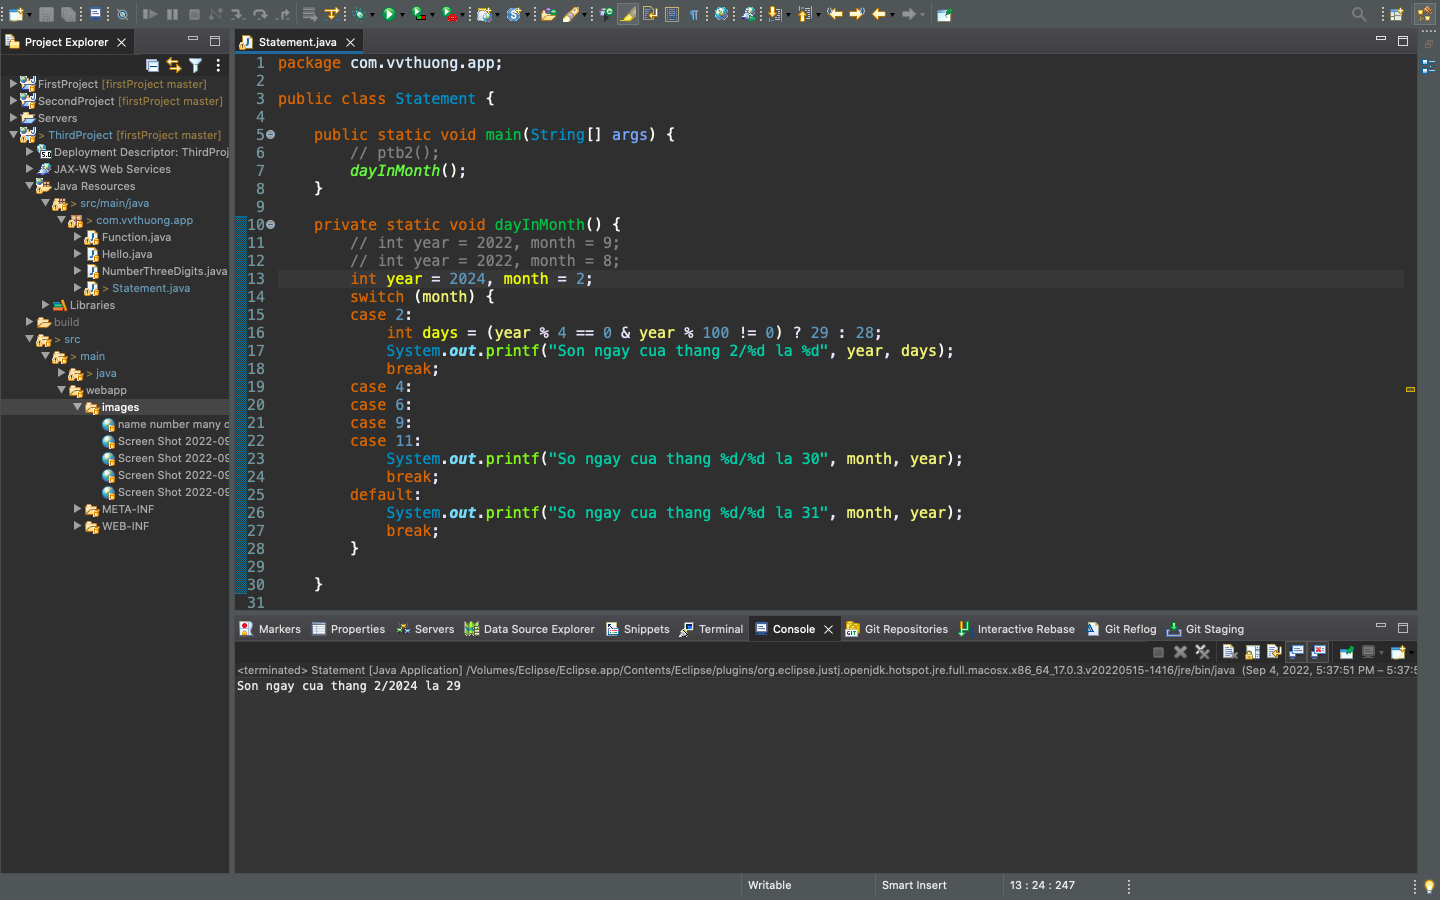 Project Explorer
Statement.java
FirstProject [firstProject master]
SecondProject [firstProject master]
Servers
> ThirdProject [firstProject master]
Deployment Descriptor: ThirdProj
JAX-WS Web Services
Java Resources
> src/main/java
> com.vvthuong.app
Function.java
Hello.java
NumberThreeDigits.java
> Statement.java
Libraries
build
> src
> main
> java
webapp
images
name number many d
Screen Shot 2022-09
Screen Shot 2022-09
Screen Shot 2022-09
Screen Shot 2022-09
META-INF
WEB-INF
1 package com.vvthuong.app;
2
3 public class Statement {
4
5 public static void main(String[] args) {
6 // ptb2();
7 dayInMonth();
8 }
9
10 private static void dayInMonth() {
11 // int year = 2022, month = 9;
12 // int year = 2022, month = 8;
13 int year = 2024, month = 2;
14 switch (month) {
15 case 2:
16 int days = (year % 4 == 0 & year % 100 != 0) ? 29 : 28;
17 System.out.printf("Son ngay cua thang 2/%d la %d", year, days);
18 break;
19 case 4:
20 case 6:
21 case 9:
22 case 11:
23 System.out.printf("So ngay cua thang %d/%d la 30", month, year);
24 break;
25 default:
26 System.out.printf("So ngay cua thang %d/%d la 31", month, year);
27 break;
28 }
29
30 }
31
Markers Properties Servers Data Source Explorer Snippets Terminal Console Git Repositories Interactive Rebase Git Reflog Git Staging
<terminated> Statement [Java Application] /Volumes/Eclipse/Eclipse.app/Contents/Eclipse/plugins/org.eclipse.justj.openjdk.hotspot.jre.full.macosx.x86_64_17.0.3.v20220515-1416/jre/bin/java (Sep 4, 2022, 5:37:51 PM – 5:37:5
Son ngay cua thang 2/2024 la 29
Writable Smart Insert 13 : 24 : 247